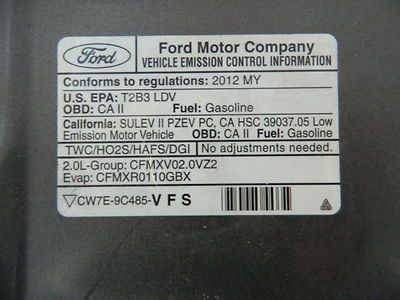 Ford
Ford Motor Company
VEHICLE EMISSION CONTROL INFORMATION
Conforms to regulations: 2012 MY
U.S. EPA: T2B3 LDV
OBD: CA II Fuel: Gasoline
California: SULEV II PZEV PC, CA HSC 39037.05 Low
Emission Motor Vehicle OBD: CA II Fuel: Gasoline
TWC/HO2S/HAFS/DGI No adjustments needed.
2.0L-Group: CFMXV02.0VZ2
Evap: CFMXR0110GBX
CW7E-9C485-V F S